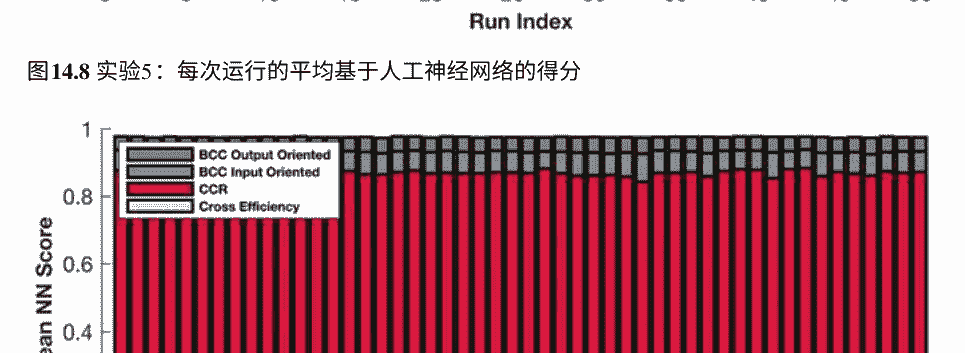 Run Index
图14.8 实验5：每次运行的平均基于人工神经网络的得分
1
BCC Output Oriented
BCC Input Oriented
CCR
Cross Efficiency
0.8
0.6
0.4
NN Score